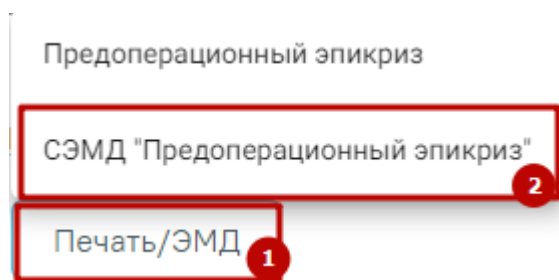 Предоперационный эпикриз
СЭМД "Предоперационный эпикриз"
2
Печать/ЭМД
1